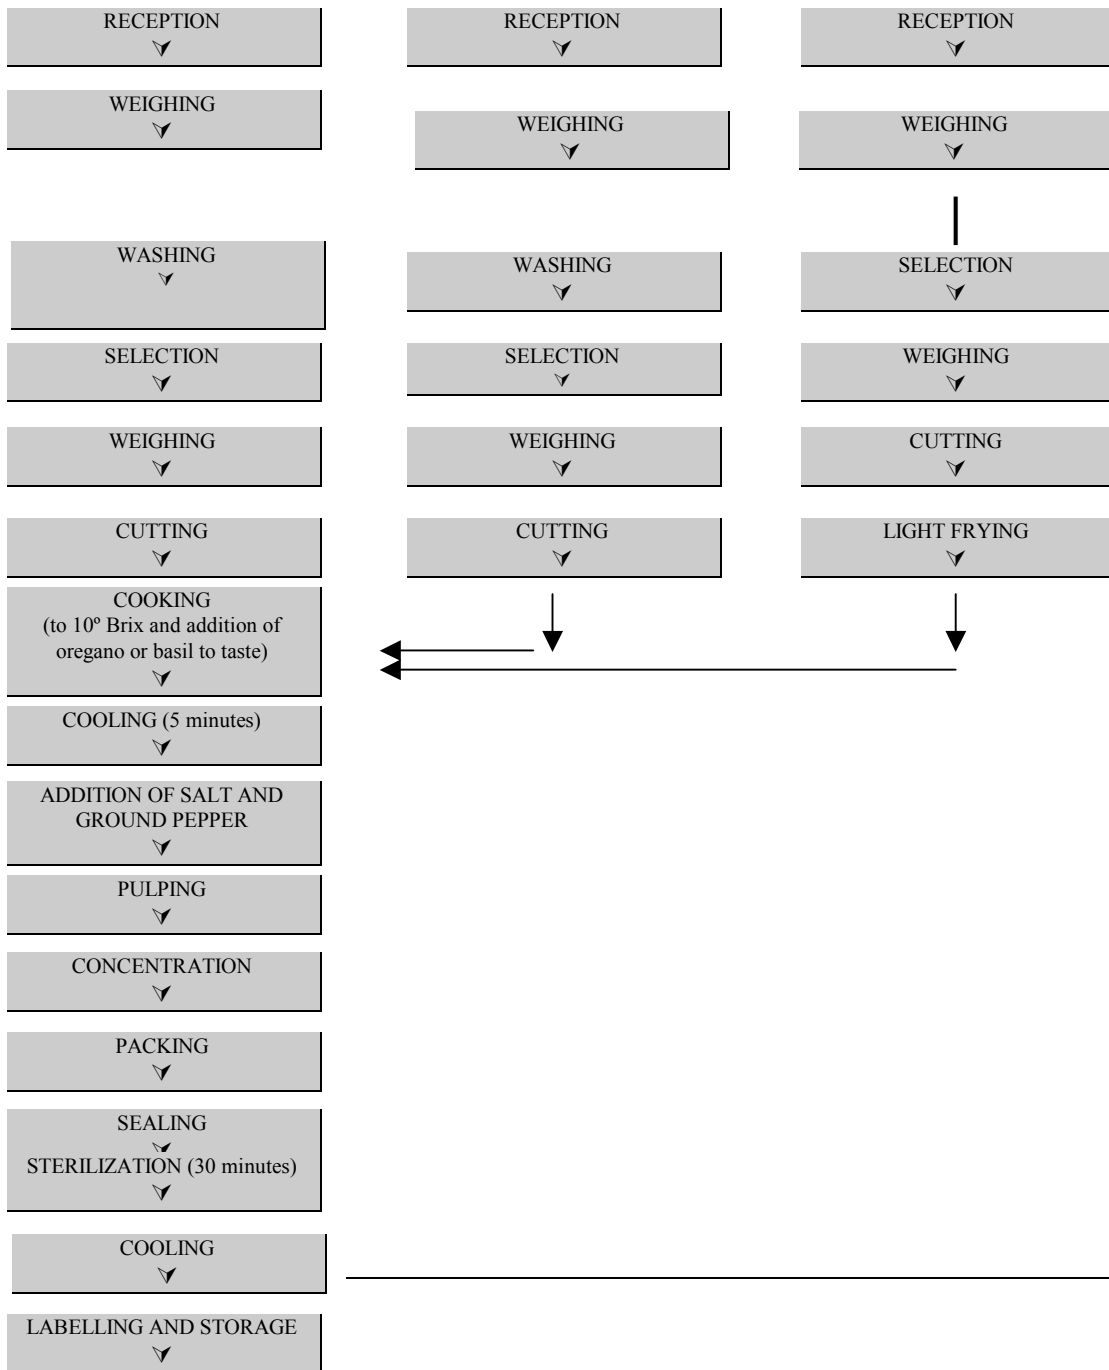 RECEPTION
RECEPTION
RECEPTION
WEIGHING
WEIGHING
WEIGHING
WASHING
WASHING
SELECTION
SELECTION
SELECTION
WEIGHING
WEIGHING
WEIGHING
CUTTING
CUTTING
CUTTING
LIGHT FRYING
COOKING
(to 10º Brix and addition of
oregano or basil to taste)
COOLING (5 minutes)
ADDITION OF SALT AND
GROUND PEPPER
PULPING
CONCENTRATION
PACKING
SEALING
STERILIZATION (30 minutes)
COOLING
LABELLING AND STORAGE